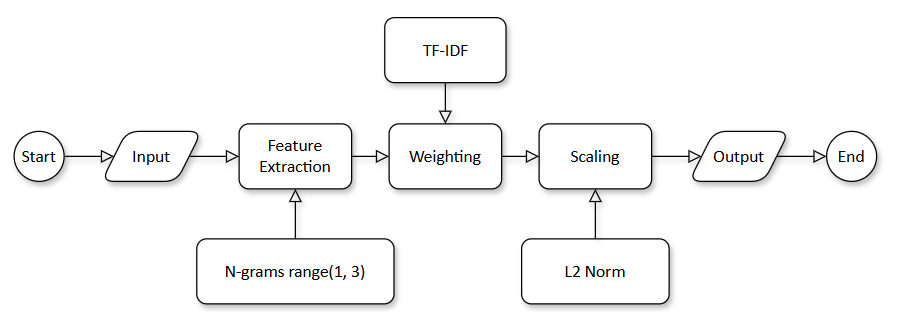 TF-IDF
Start
Input
Feature
Extraction
Weighting
Scaling
Output
End
N-grams range(1, 3)
L2 Norm